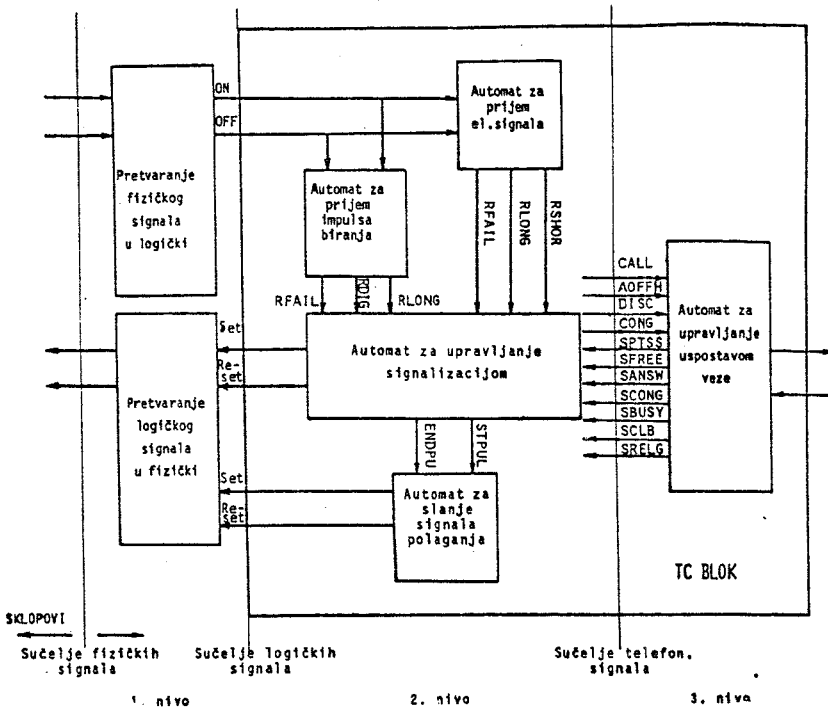 ON
OFF
Pretvaranje
fizičkog
signala
u logički
Automat za
prijem
el.signala
Automat za
prijem
impulsa
biranja
RFAIL
RLONG
RSHOR
RFAIL
RDIG
RLONG
CALL
AOFFH
DISC
CONG
SPTSS
SFREE
SANSW
SCONG
SBUSY
SCLB
SRELG
Automat za
upravljanje
uspostavom
veze
Set
Re-
set
Automat za upravljanje
signalizacijom
Pretvaranje
logičkog
signala
u fizički
ENDPU
STPUL
Set
Re-
set
Automat za
slanje
signala
polaganja
TC BLOK
SKLOPOVI
Sučelje fizičkih
signala
Sučelje logičkih
signala
Sučelje telefon.
signala
1. nivo
2. nivo
3. nivo